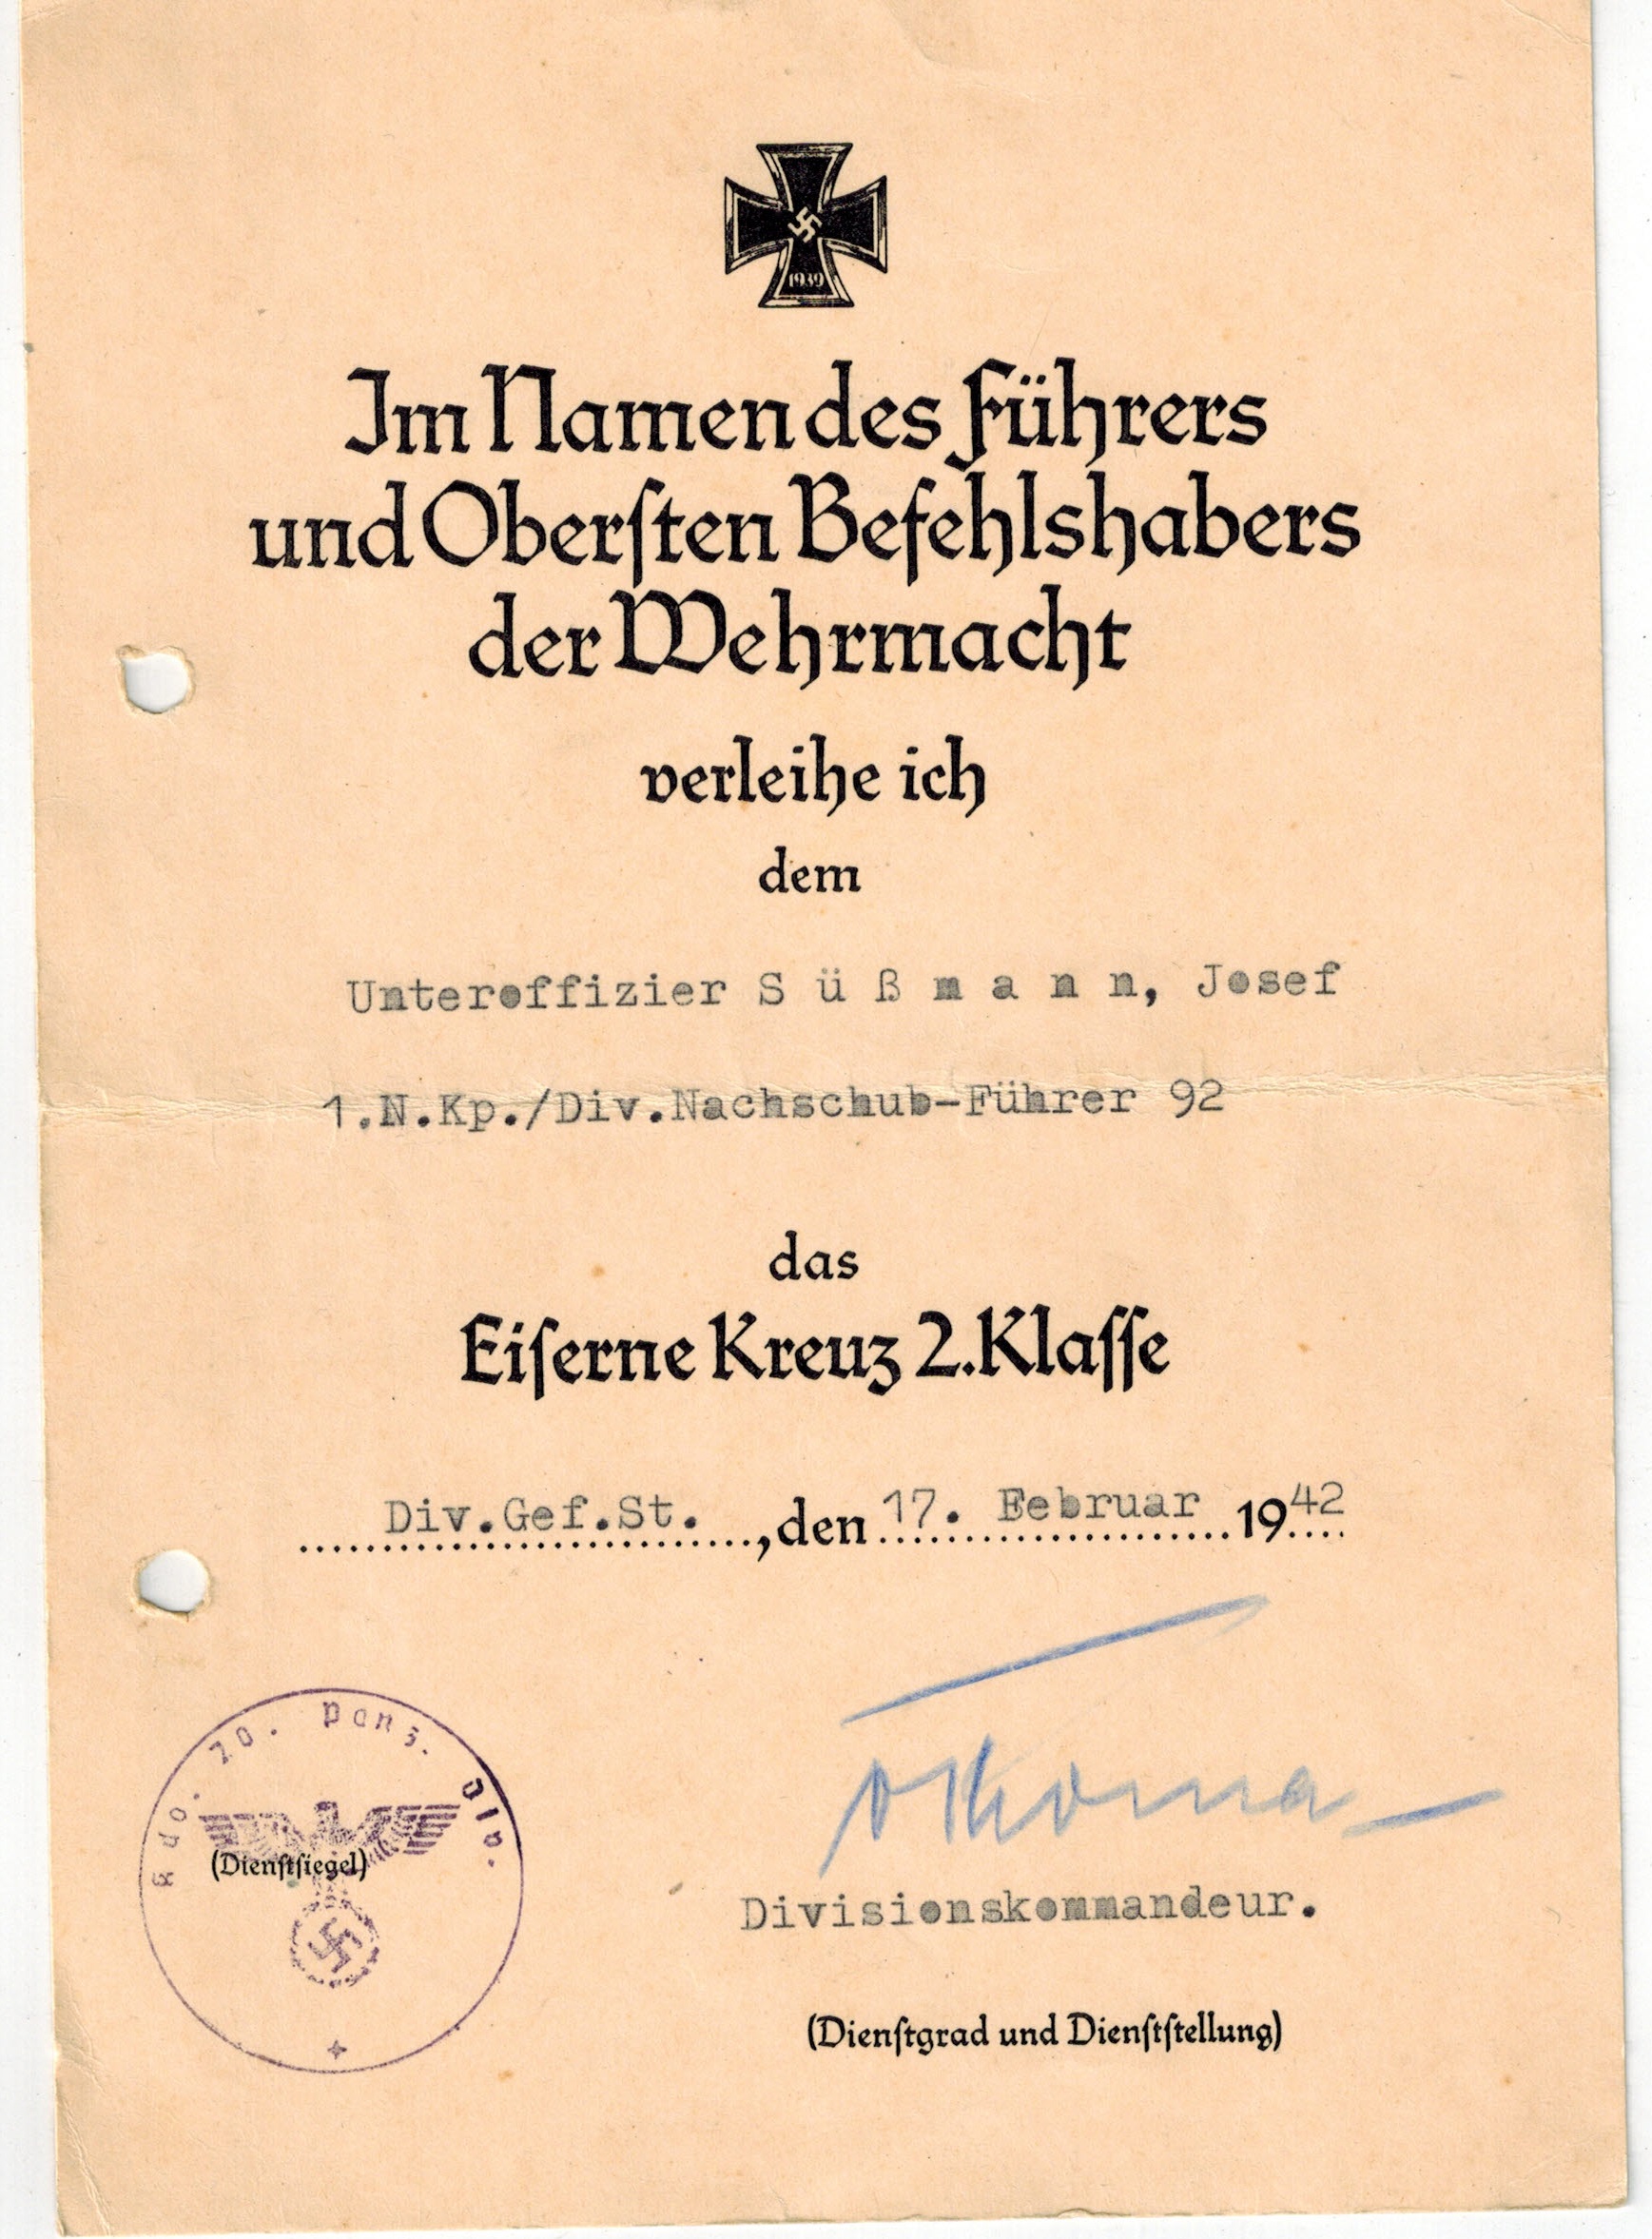 1939
Im Namen des Führers
und Oberſten Befehlshabers
der Wehrmacht
verleihe ich
dem
Unteroffizier S ü ß m a n n, Josef
1.N.Kp./Div.Nachschub-Führer 92
das
Eiſerne Kreuz 2.Klaſſe
Div.Gef.St. , den 17. Februar 1942
Kdo. 20. Panz. Div.
(Dienſtſiegel)
Thoma
Divisionskommandeur.
(Dienſtgrad und Dienſtſtellung)